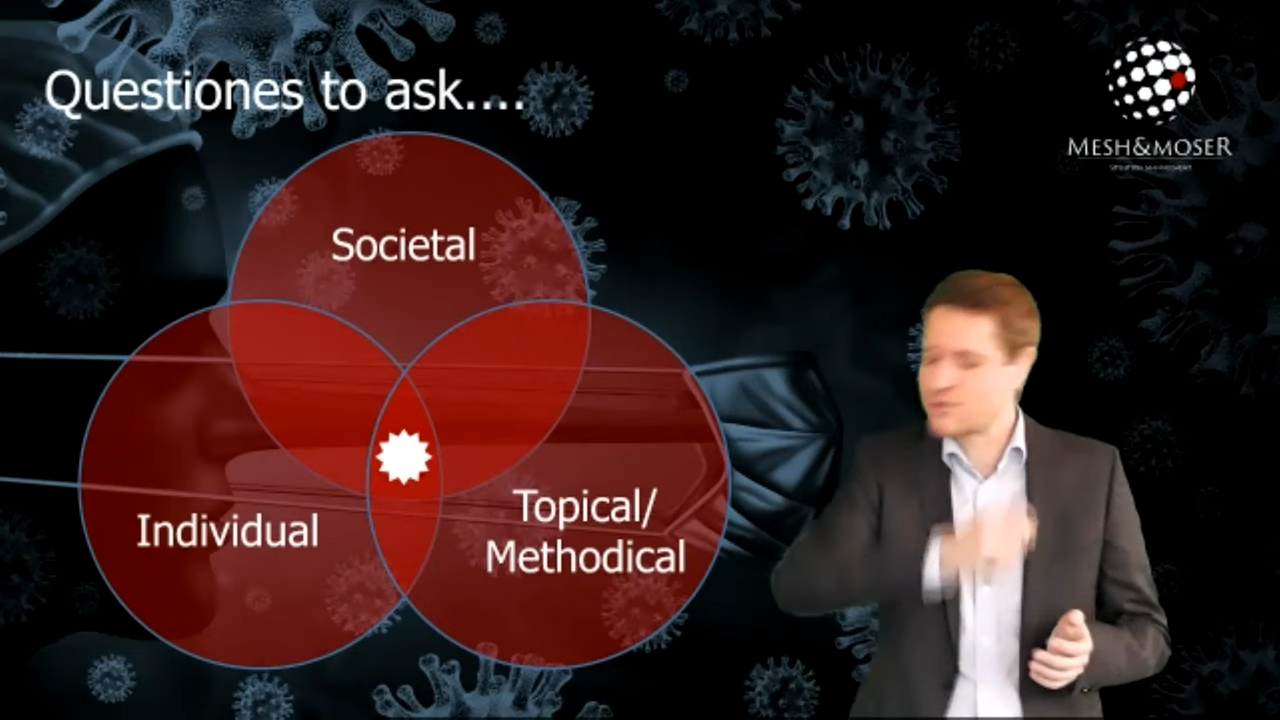 Questiones to ask....
MESH&MOSER
Societal
Individual
Topical/
Methodical